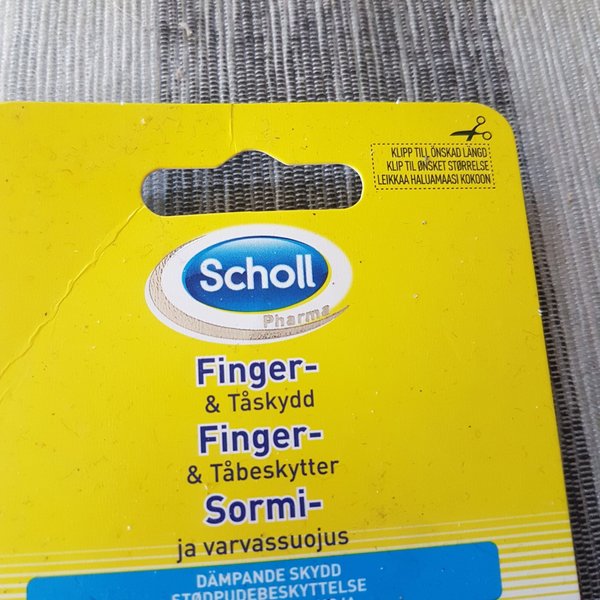 KLIPP TILL ÖNSKAD LÄNGD
KLIP TIL ØNSKET STØRRELSE
LEIKKAA HALUAMAASI KOKOON
Scholl
Pharma
Finger-
& Tåskydd
Finger-
& Tåbeskytter
Sormi-
ja varvassuojus
DÄMPANDE SKYDD
STØDPUDEBESKYTTELSE